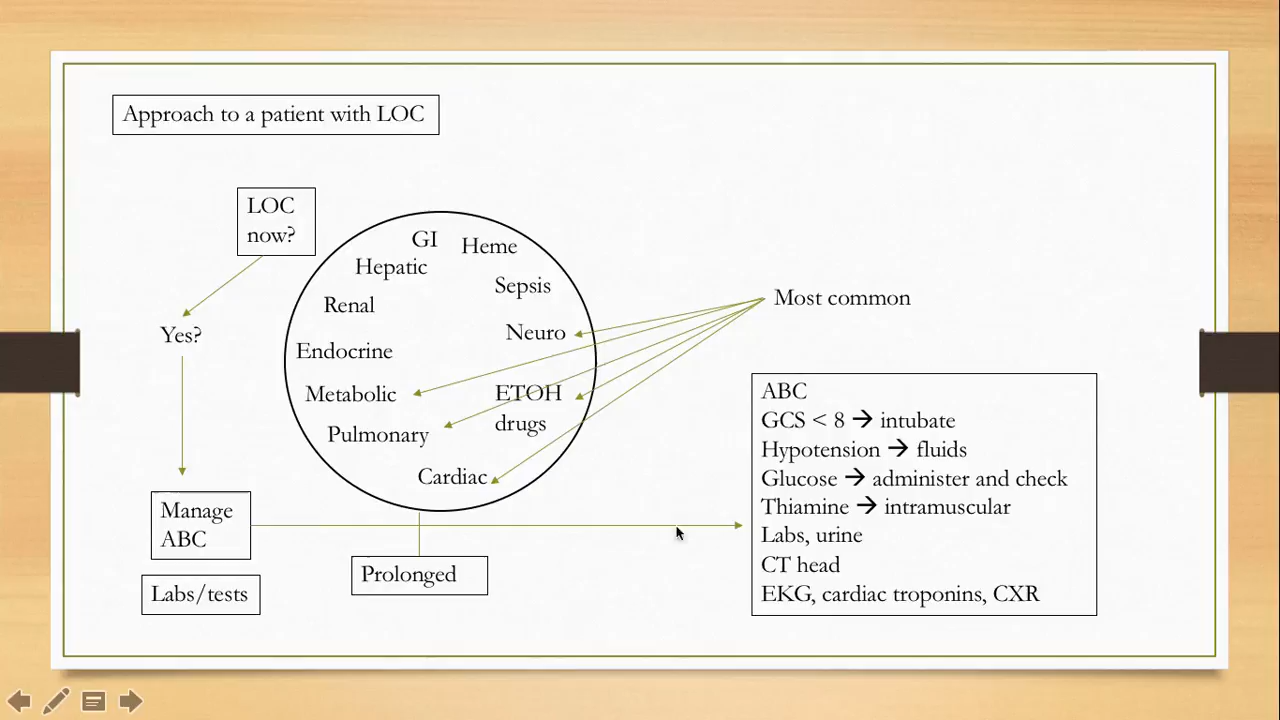 Approach to a patient with LOC
LOC
now?
Yes?
Manage
ABC
Labs/tests
GI
Heme
Hepatic
Sepsis
Renal
Neuro
Endocrine
Metabolic
ETOH
drugs
Pulmonary
Cardiac
Prolonged
Most common
ABC
GCS < 8 → intubate
Hypotension → fluids
Glucose → administer and check
Thiamine → intramuscular
Labs, urine
CT head
EKG, cardiac troponins, CXR